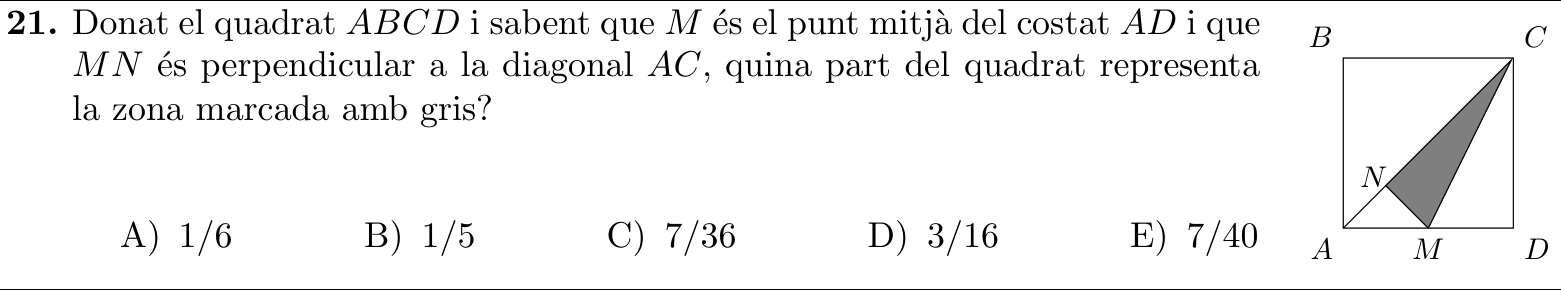 21. Donat el quadrat ABCD i sabent que M és el punt mitjà del costat AD i que
MN és perpendicular a la diagonal AC, quina part del quadrat representa
la zona marcada amb gris?
A) 1/6 B) 1/5 C) 7/36 D) 3/16 E) 7/40
B C
N
A M D